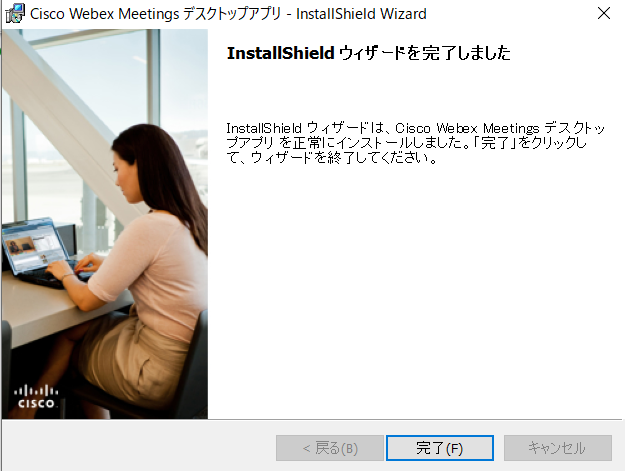 Cisco Webex Meetings デスクトップアプリ - InstallShield Wizard
InstallShield ウィザードを完了しました
InstallShield ウィザードは、Cisco Webex Meetings デスクトッ
プアプリ を正常にインストールしました。「完了」をクリックし
て、ウィザードを終了してください。
CISCO
< 戻る(B)
完了(F)
キャンセル